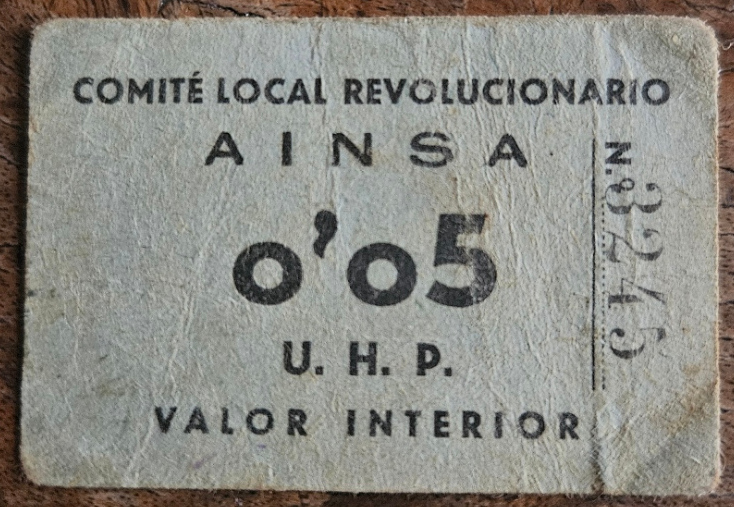 COMITÉ LOCAL REVOLUCIONARIO
AINSA
0'05
U. H. P.
VALOR INTERIOR
N.º 3245